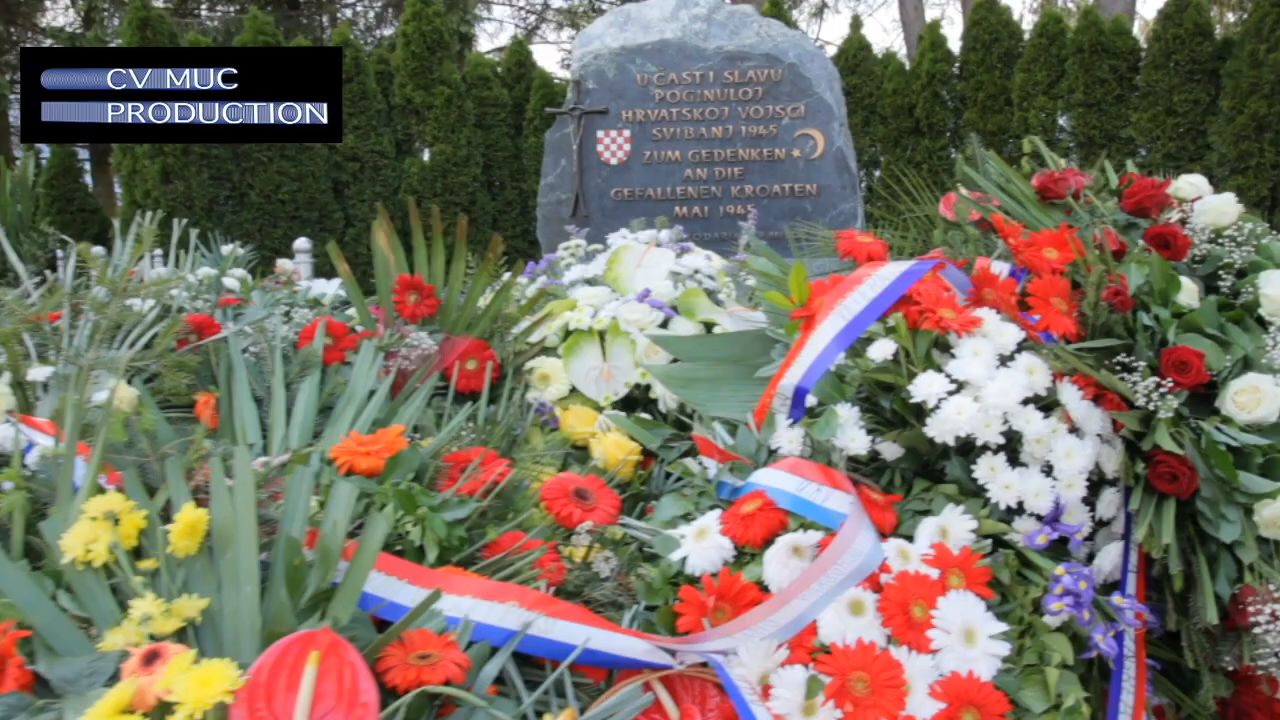 CV MUC
PRODUCTION
U ČAST I SLAVU
POGINULOJ
HRVATSKOJ VOJSCI
SVIBANJ 1945
ZUM GEDENKEN
AN DIE
GEFALLENEN KROATEN
MAI 1945